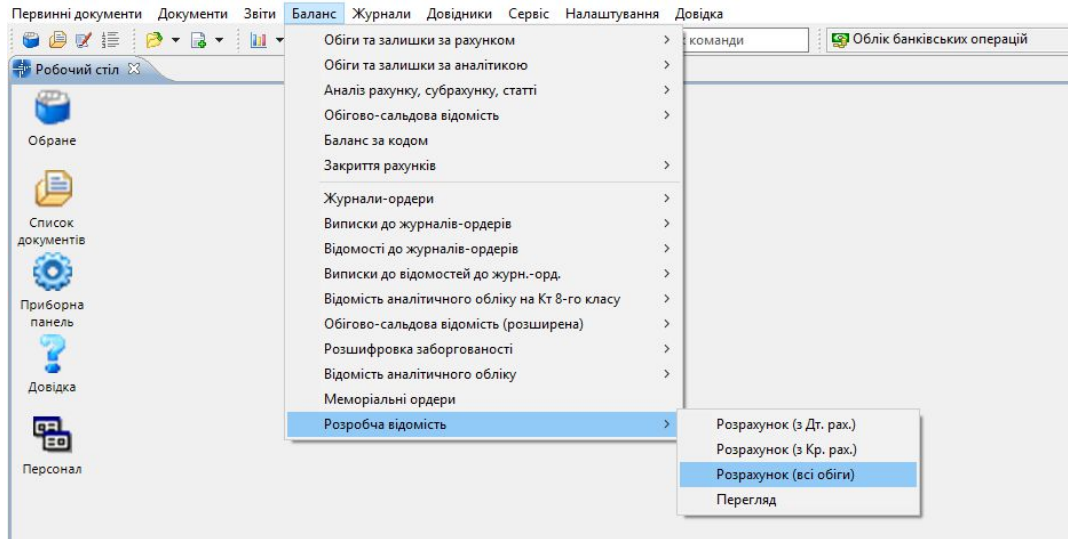 Первинні документи Документи Звіти Баланс Журнали Довідники Сервіс Налаштування Довідка
команди Облік банківських операцій
Робочий стіл
Обране
Список
документів
Приборна
панель
Довідка
Персонал
Обіги та залишки за рахунком
Обіги та залишки за аналітикою
Аналіз рахунку, субрахунку, статті
Обігово-сальдова відомість
Баланс за кодом
Закриття рахунків
Журнали-ордери
Виписки до журналів-ордерів
Відомості до журналів-ордерів
Виписки до відомостей до журн.-орд.
Відомість аналітичного обліку на Кт 8-го класу
Обігово-сальдова відомість (розширена)
Розшифровка заборгованості
Відомість аналітичного обліку
Меморіальні ордери
Розробча відомість
Розрахунок (з Дт. рах.)
Розрахунок (з Кр. рах.)
Розрахунок (всі обіги)
Перегляд